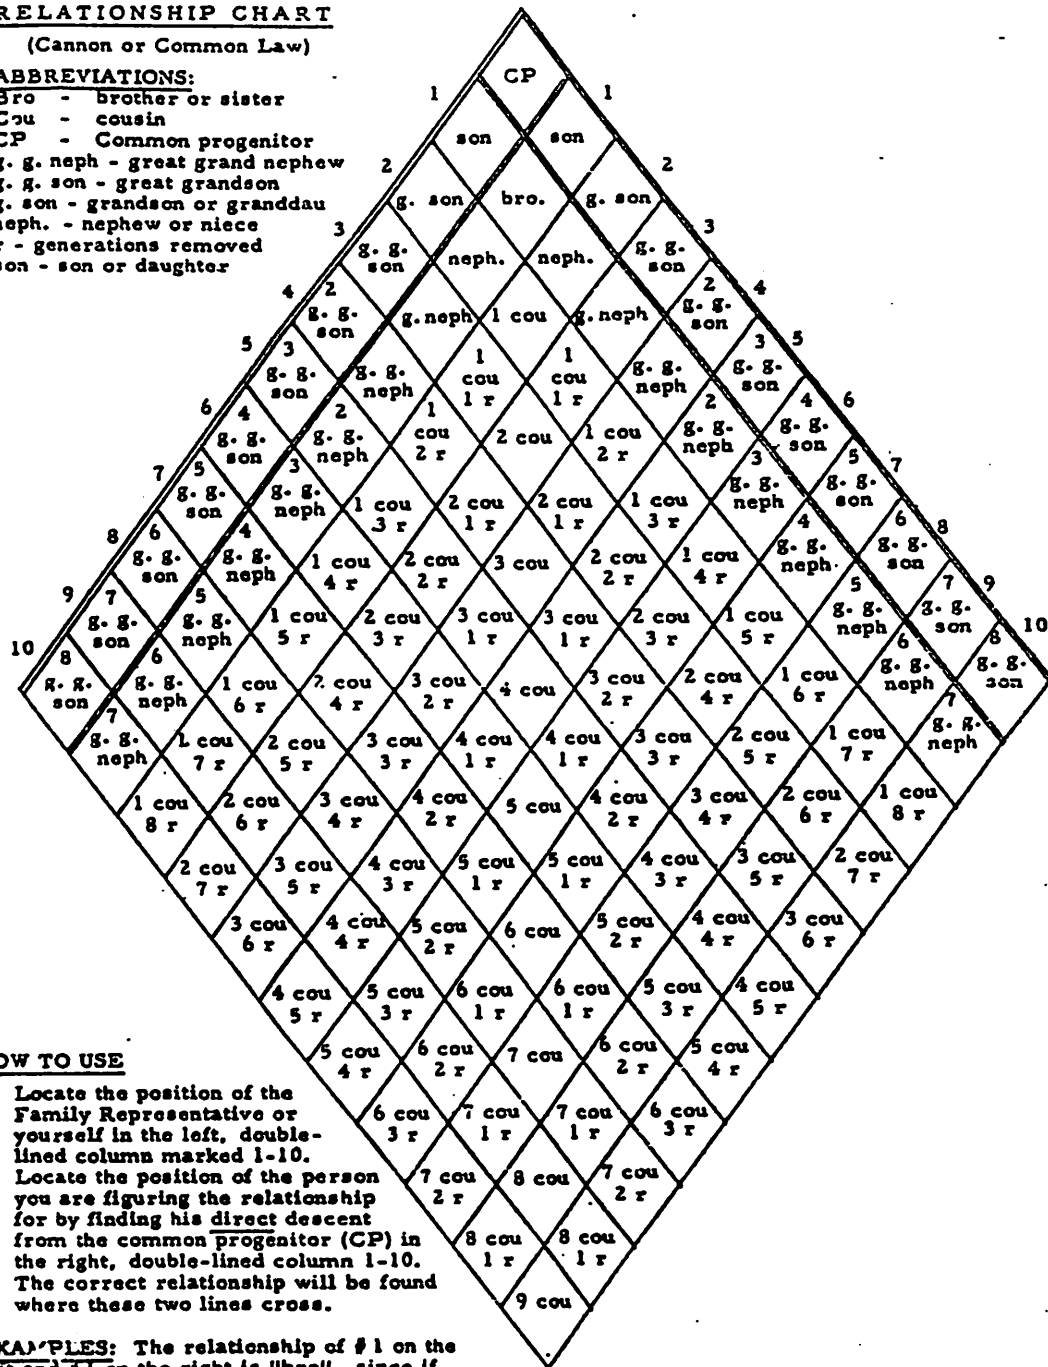 RELATIONSHIP CHART
(Cannon or Common Law)
ABBREVIATIONS:
Bro - brother or sister
Cou - cousin
CP - Common progenitor
g. g. neph - great grand nephew
g. g. son - great grandson
g. son - grandson or granddau
neph. - nephew or niece
r - generations removed
son - son or daughter
CP
1 1
son son
2 2
g. son bro. g. son
3 3
g. g. son neph. neph. g. g. son
4 4
2 g. g. son g. neph 1 cou g. neph 2 g. g. son
5 5
3 g. g. son g. g. neph 1 cou 1 r 1 cou 1 r g. g. neph 3 g. g. son
6 6
4 g. g. son 2 g. g. neph 1 cou 2 r 2 cou 1 cou 2 r 2 g. g. neph 4 g. g. son
7 7
5 g. g. son 3 g. g. neph 1 cou 3 r 2 cou 1 r 2 cou 1 r 1 cou 3 r 3 g. g. neph 5 g. g. son
8 8
6 g. g. son 4 g. g. neph 1 cou 4 r 2 cou 2 r 3 cou 2 cou 2 r 1 cou 4 r 4 g. g. neph 6 g. g. son
9 9
7 g. g. son 5 g. g. neph 1 cou 5 r 2 cou 3 r 3 cou 1 r 3 cou 1 r 2 cou 3 r 1 cou 5 r 5 g. g. neph 7 g. g. son
10 10
8 g. g. son 6 g. g. neph 1 cou 6 r 2 cou 4 r 3 cou 2 r 4 cou 3 cou 2 r 2 cou 4 r 1 cou 6 r 6 g. g. neph 8 g. g. son
7 g. g. neph 1 cou 7 r 2 cou 5 r 3 cou 3 r 4 cou 1 r 4 cou 1 r 3 cou 3 r 2 cou 5 r 1 cou 7 r 7 g. g. neph
1 cou 8 r 2 cou 6 r 3 cou 4 r 4 cou 2 r 5 cou 4 cou 2 r 3 cou 4 r 2 cou 6 r 1 cou 8 r
2 cou 7 r 3 cou 5 r 4 cou 3 r 5 cou 1 r 5 cou 1 r 4 cou 3 r 3 cou 5 r 2 cou 7 r
3 cou 6 r 4 cou 4 r 5 cou 2 r 6 cou 5 cou 2 r 4 cou 4 r 3 cou 6 r
4 cou 5 r 5 cou 3 r 6 cou 1 r 6 cou 1 r 5 cou 3 r 4 cou 5 r
5 cou 4 r 6 cou 2 r 7 cou 6 cou 2 r 5 cou 4 r
6 cou 3 r 7 cou 1 r 7 cou 1 r 6 cou 3 r
7 cou 2 r 8 cou 7 cou 2 r
8 cou 1 r 8 cou 1 r
9 cou
OW TO USE
Locate the position of the
Family Representative or
yourself in the left, double-
lined column marked 1-10.
Locate the position of the person
you are figuring the relationship
for by finding his direct descent
from the common progenitor (CP) in
the right, double-lined column 1-10.
The correct relationship will be found
where these two lines cross.
XAMPLES: The relationship of #1 on the
and #1 on the right is "bro", since if